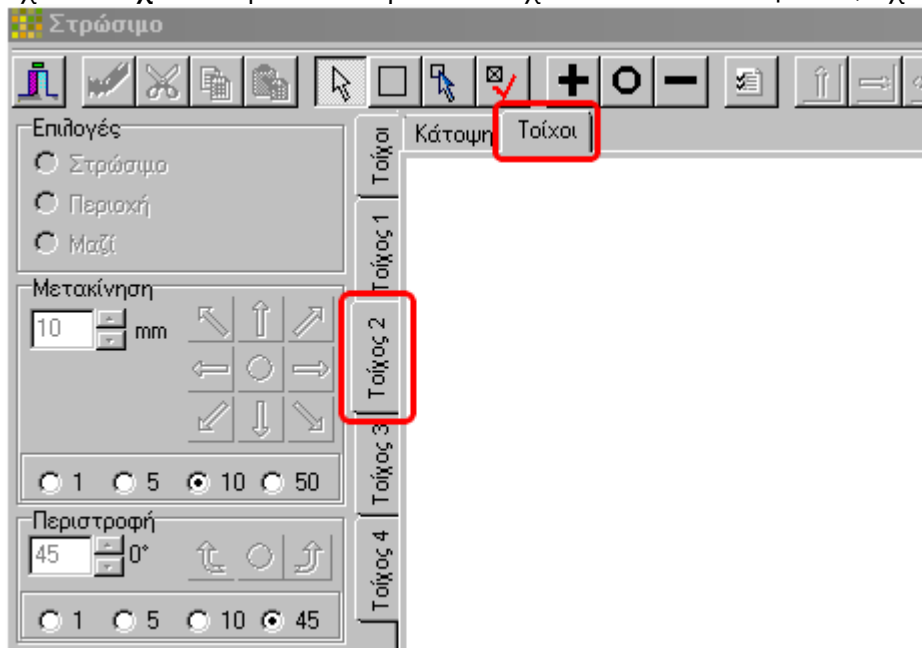 Στρώσιμο
Κάτοψη Τοίχοι
Επιλογές
Στρώσιμο
Περιοχή
Μαζί
Μετακίνηση
10 mm
1 5 10 50
Περιστροφή
45 0°
1 5 10 45
Τοίχοι
Τοίχος 1
Τοίχος 2
Τοίχος 3
Τοίχος 4